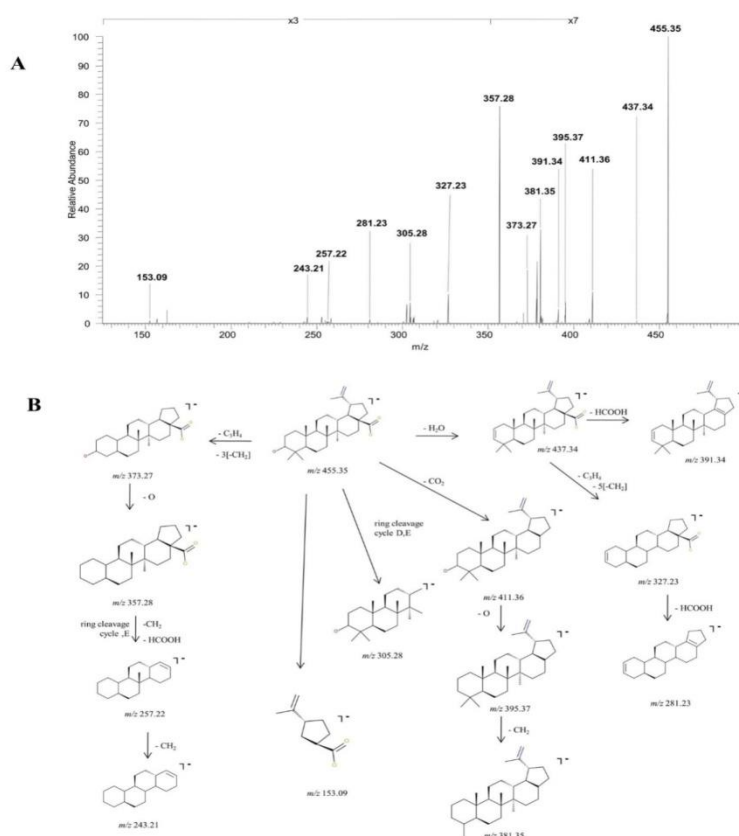 x3 x7
A
100
90
80
70
60
50
40
30
20
10
0
Relative Abundance
455.35
357.28
437.34
395.37
391.34
411.36
327.23
381.35
373.27
281.23
305.28
257.22
243.21
153.09
150 200 250 300 350 400 450
m/z
B
- C₃H₄
- 3[-CH₂]
- H₂O
- HCOOH
m/z 373.27
m/z 455.35
m/z 437.34
m/z 391.34
- O
- CO₂
- C₃H₄
- 5[-CH₂]
ring cleavage
cycle D,E
m/z 357.28
m/z 411.36
m/z 327.23
ring cleavage
cycle ,E
-CH₂
- HCOOH
m/z 305.28
- O
- HCOOH
m/z 257.22
m/z 395.37
m/z 281.23
- CH₂
- CH₂
m/z 243.21
m/z 153.09
m/z 381.35